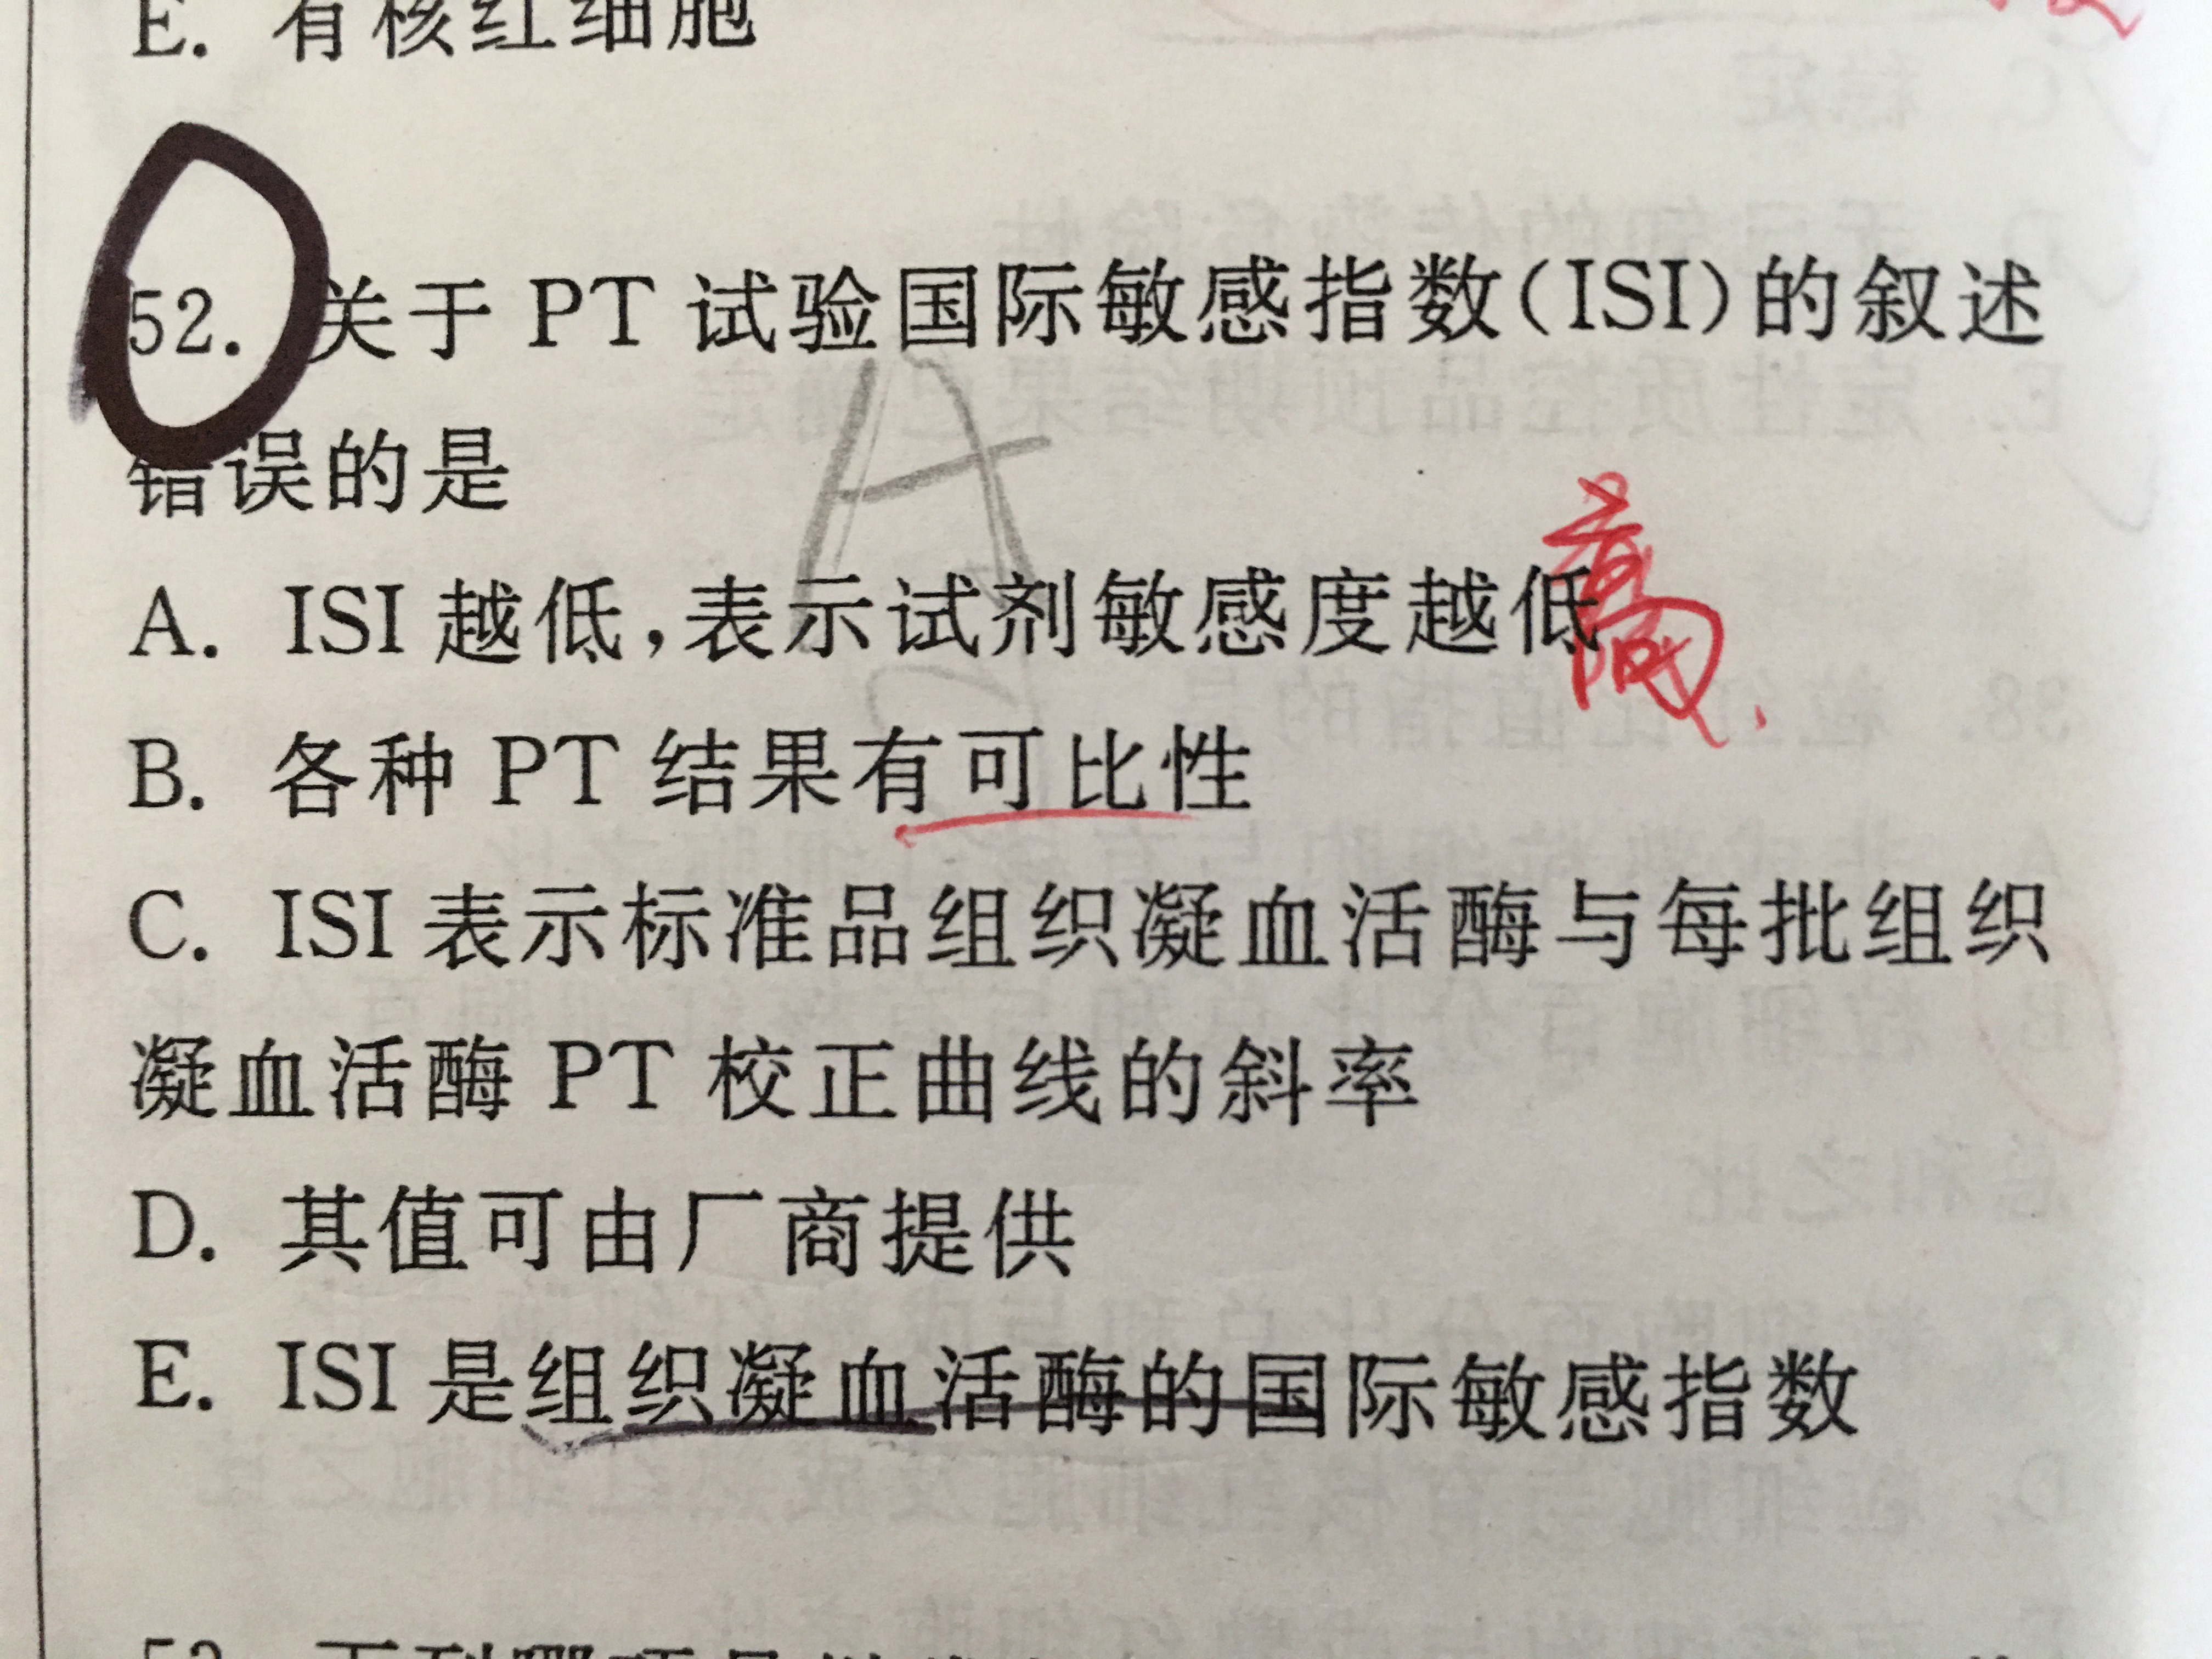 E. 有核红细胞
52. 关于 PT 试验国际敏感指数(ISI)的叙述
错误的是
A
A. ISI 越低,表示试剂敏感度越低
高
B. 各种 PT 结果有可比性
C. ISI 表示标准品组织凝血活酶与每批组织
凝血活酶 PT 校正曲线的斜率
D. 其值可由厂商提供
E. ISI 是组织凝血活酶的国际敏感指数